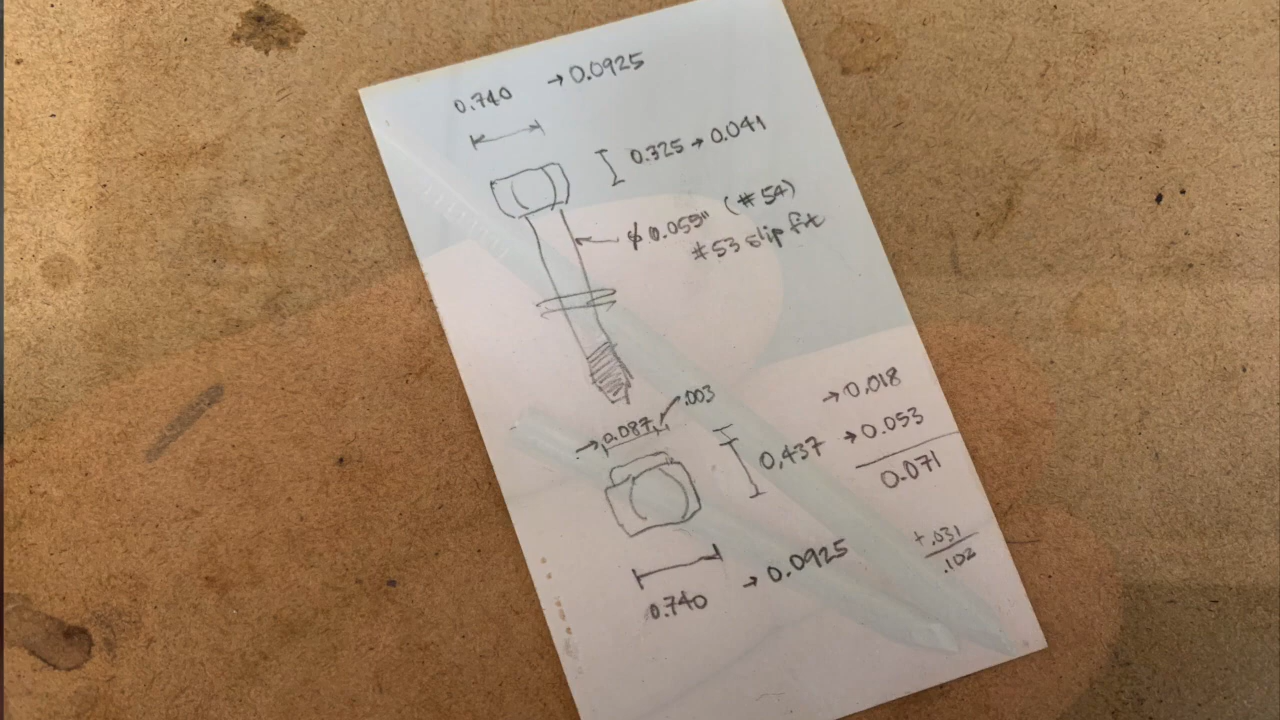 0.740 → 0.0925
0.325 → 0.041
ϕ 0.055" (#54)
#53 slip fit
.003
→ 0.087
0.437
→ 0.018
→ 0.053
0.071
+ .031
.102
0.740 → 0.0925